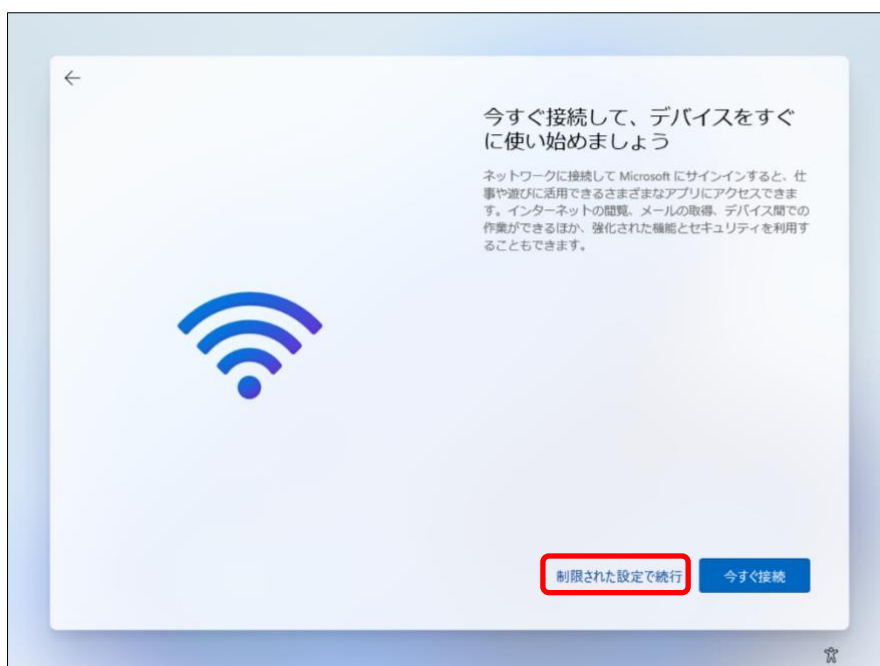 今すぐ接続して、デバイスをすぐ
に使い始めましょう
ネットワークに接続して Microsoft にサインインすると、仕
事や遊びに活用できるさまざまなアプリにアクセスできま
す。インターネットの閲覧、メールの取得、デバイス間での
作業ができるほか、強化された機能とセキュリティを利用す
ることもできます。
制限された設定で続行
今すぐ接続